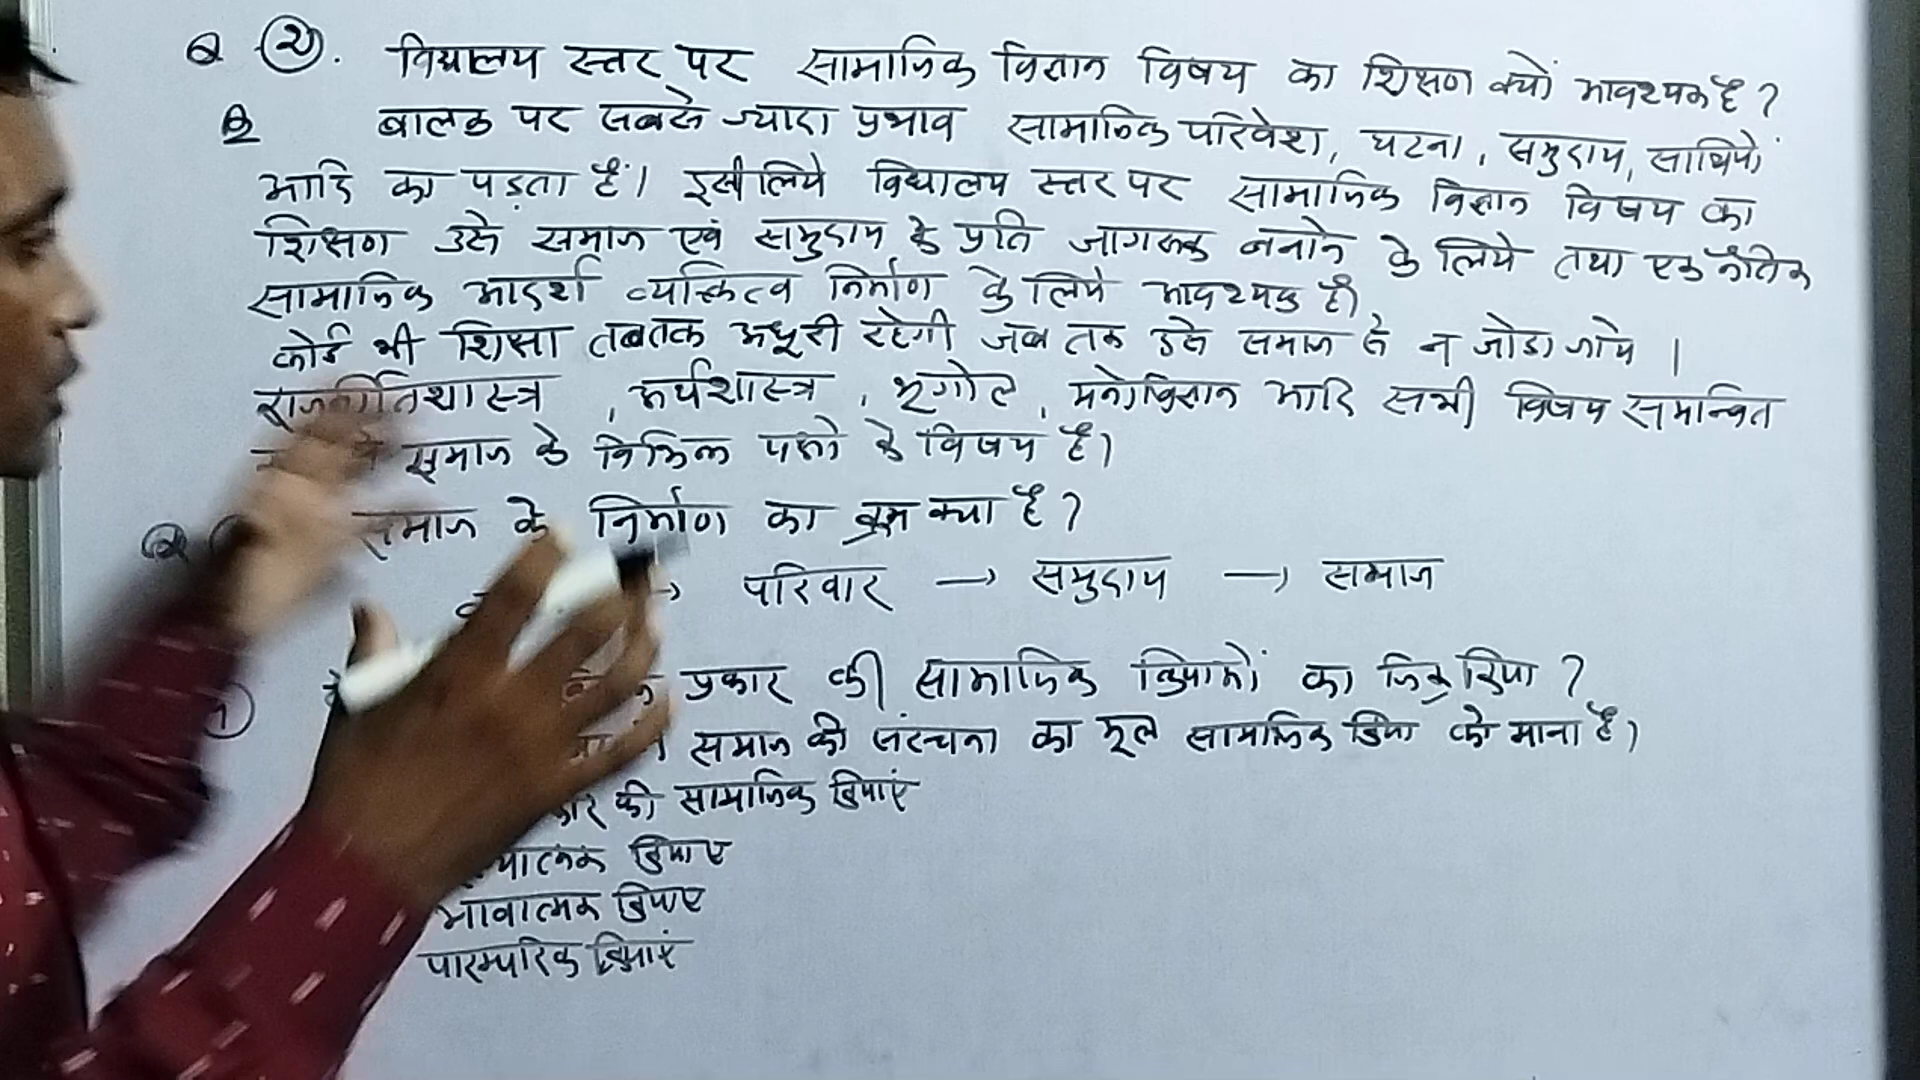 Q (2). विद्यालय स्तर पर सामाजिक विज्ञान विषय का शिक्षण क्यों आवश्यक है ?
बालक पर सबसे ज्यादा प्रभाव सामाजिक परिवेश, घटना, समुदाय, साथियों
आदि का पड़ता है। इसीलिये विद्यालय स्तर पर सामाजिक विज्ञान विषय का
शिक्षण उसे समाज एवं समुदाय के प्रति जागरूक बनाने के लिये तथा एक नैतिक
सामाजिक आदर्श व्यक्तित्व निर्माण के लिये आवश्यक है।
कोई भी शिक्षा तबतक अधूरी रहेगी जब तक उसे समाज से न जोडा जाये ।
राजनीतिशास्त्र , अर्थशास्त्र , भूगोल , मनोविज्ञान आदि सभी विषय समन्वित
समाज के विभिन्न पक्षो के विषय है।
समाज के निर्माण का क्रम क्या है ?
→ परिवार → समुदाय → समाज
प्रकार की सामाजिक क्रियाओं का जिक्र किया ?
समाज की संरचना का मूल सामाजिक क्रिया को माना है।
की सामाजिक क्रियाएं
क्रियाएं
भावात्मक क्रियाएं
पारम्परिक क्रियाएं